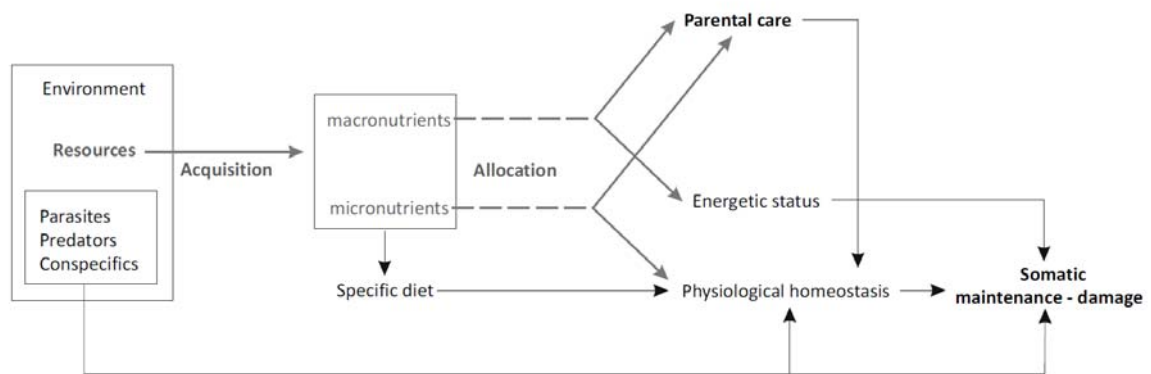 Parental care
Environment
macronutrients
Resources
Acquisition
Allocation
micronutrients
Energetic status
Parasites
Predators
Conspecifics
Specific diet
Physiological homeostasis
Somatic
maintenance - damage